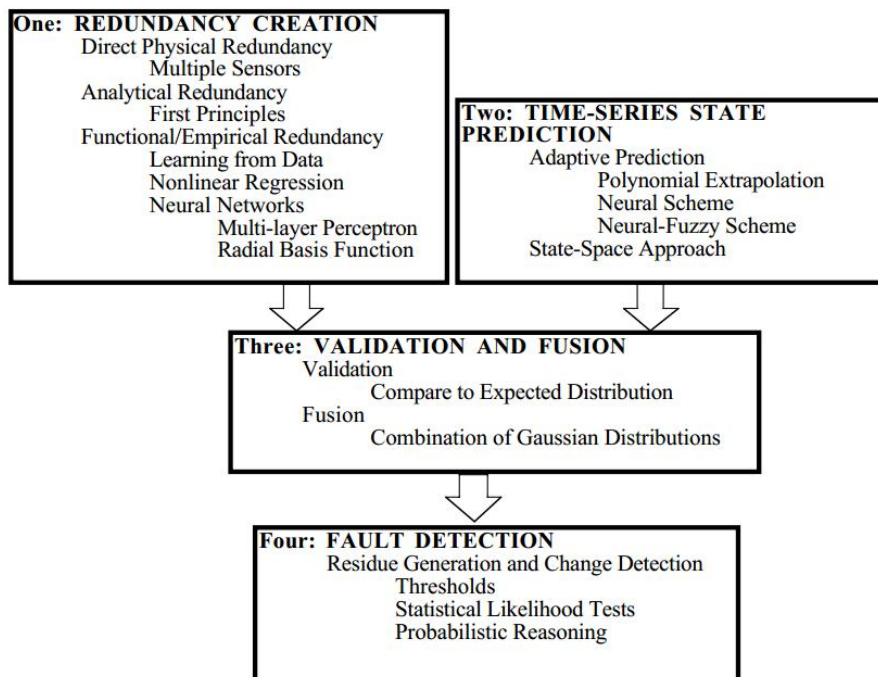 One: REDUNDANCY CREATION
Direct Physical Redundancy
Multiple Sensors
Analytical Redundancy
First Principles
Functional/Empirical Redundancy
Learning from Data
Nonlinear Regression
Neural Networks
Multi-layer Perceptron
Radial Basis Function
Two: TIME-SERIES STATE
PREDICTION
Adaptive Prediction
Polynomial Extrapolation
Neural Scheme
Neural-Fuzzy Scheme
State-Space Approach
Three: VALIDATION AND FUSION
Validation
Compare to Expected Distribution
Fusion
Combination of Gaussian Distributions
Four: FAULT DETECTION
Residue Generation and Change Detection
Thresholds
Statistical Likelihood Tests
Probabilistic Reasoning